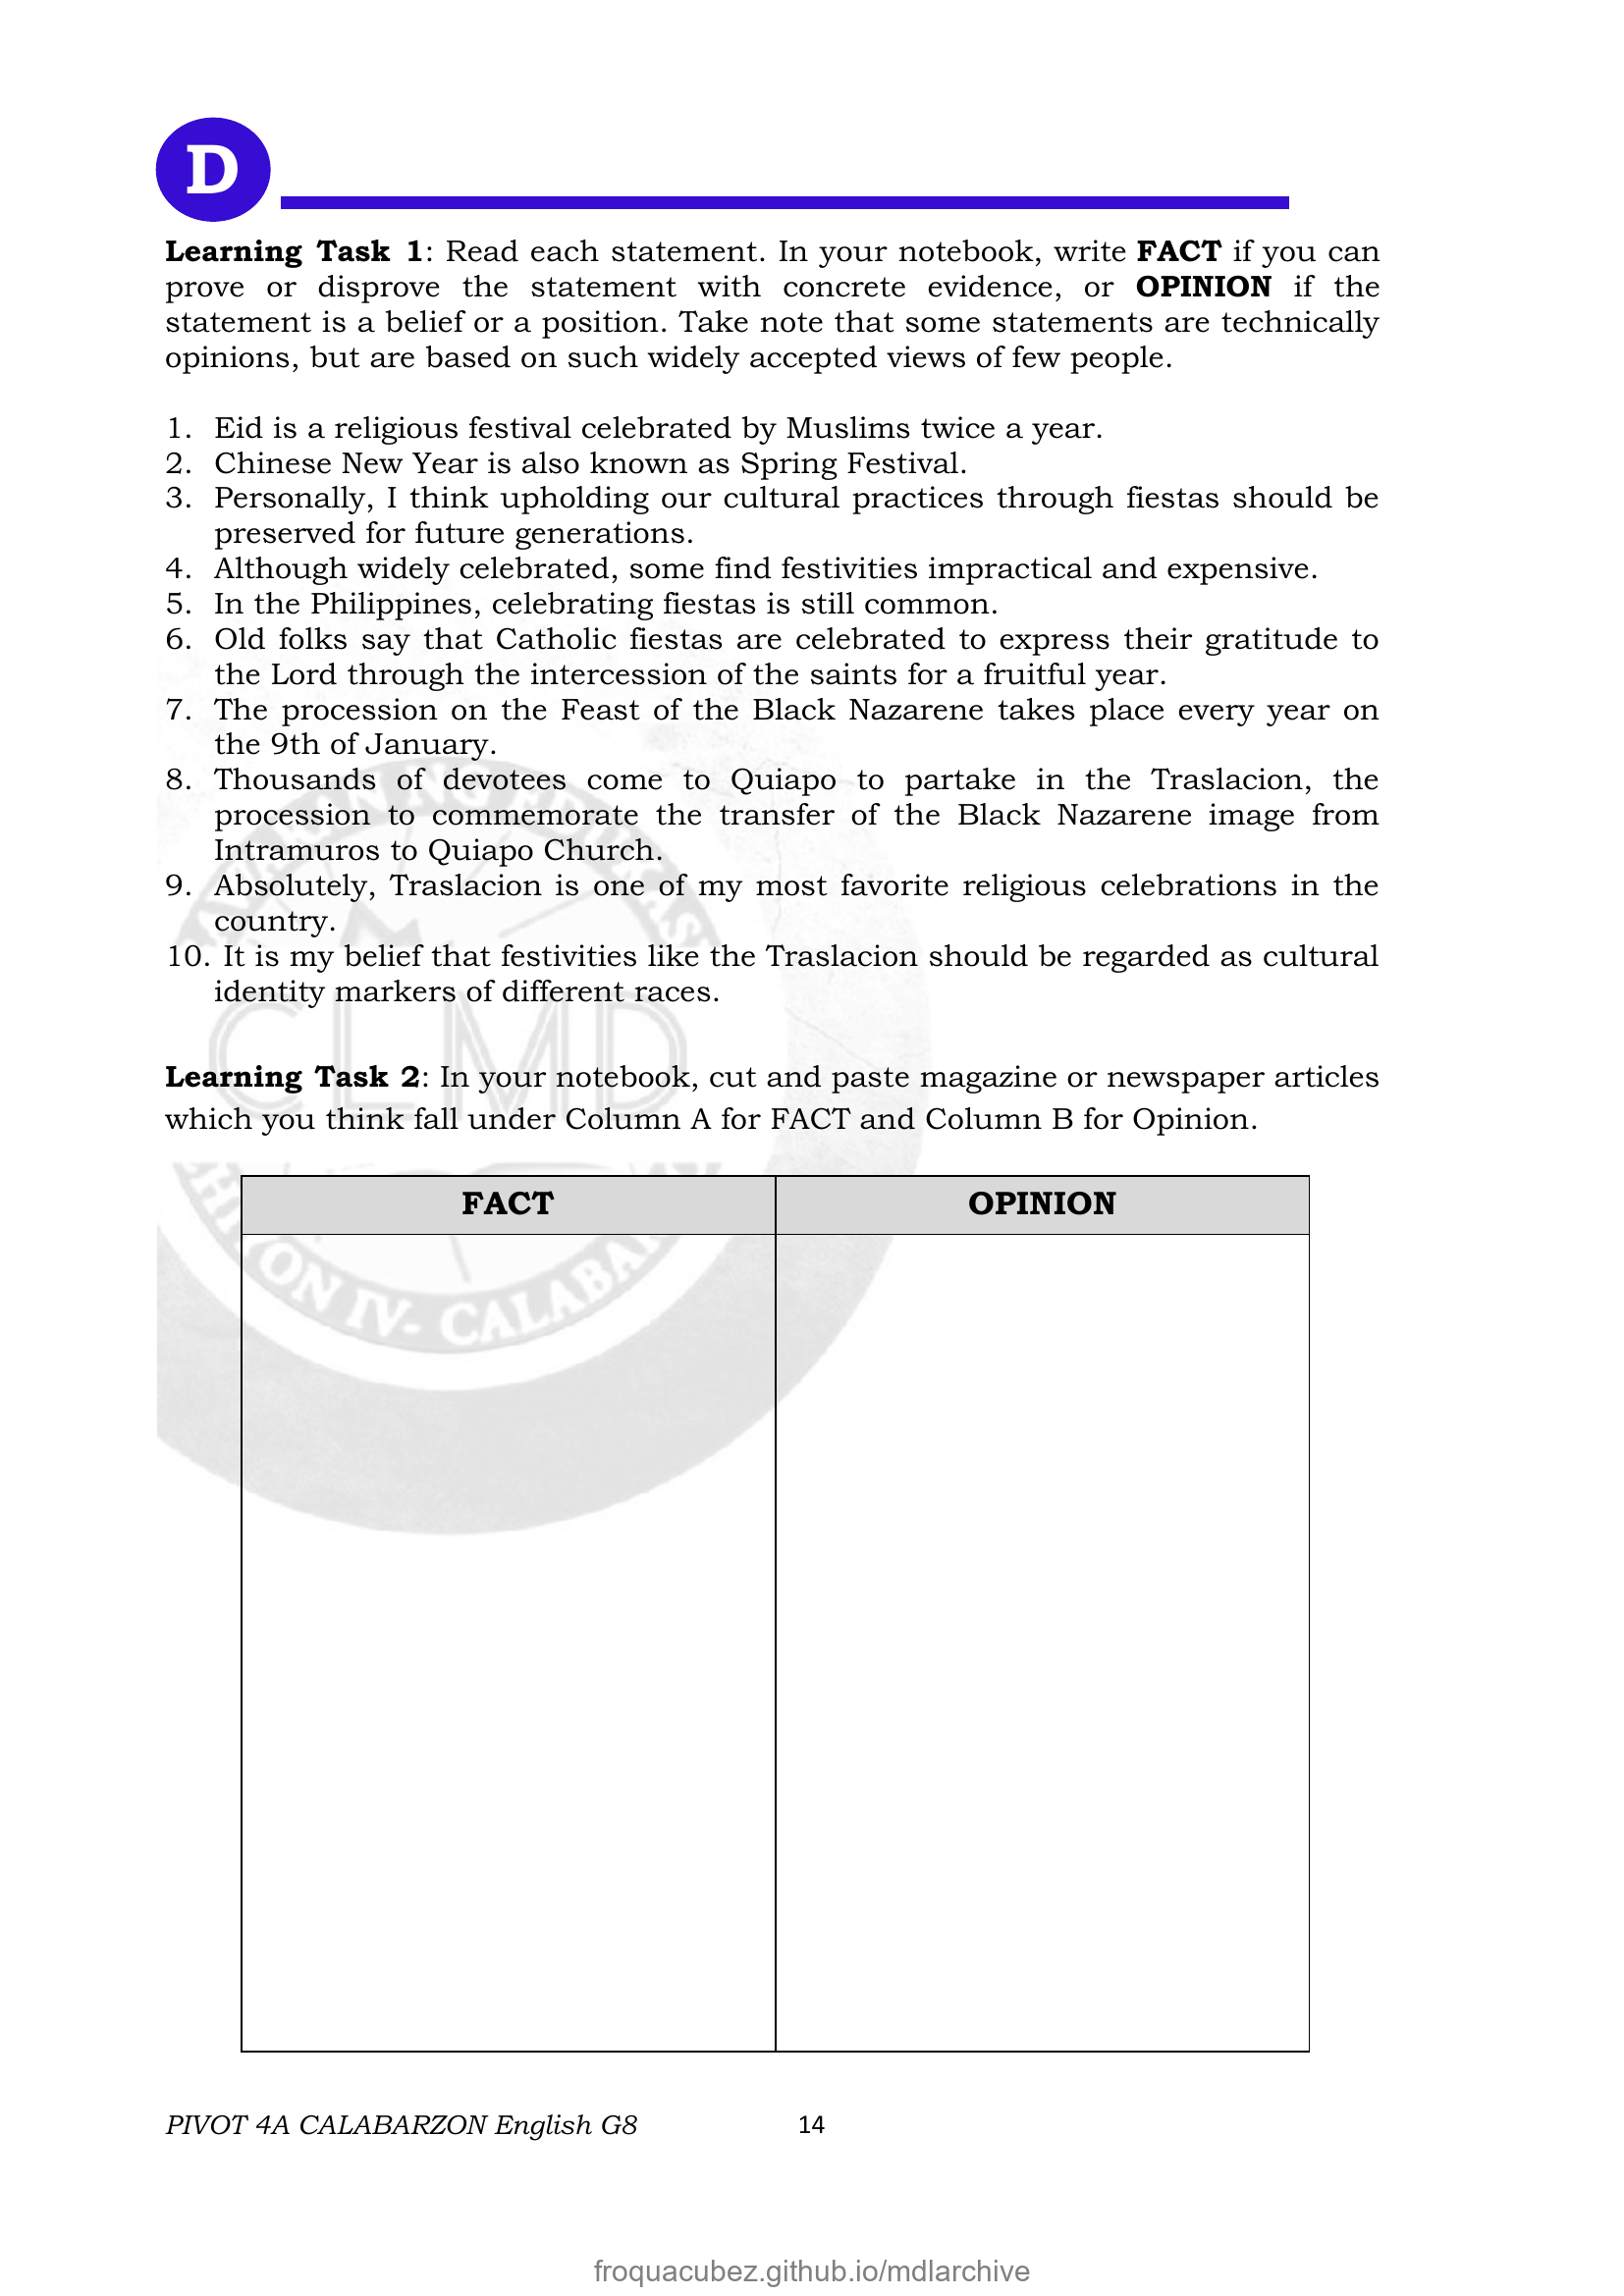 D
Learning Task 1: Read each statement. In your notebook, write FACT if you can
prove or disprove the statement with concrete evidence, or OPINION if the
statement is a belief or a position. Take note that some statements are technically
opinions, but are based on such widely accepted views of few people.
1. Eid is a religious festival celebrated by Muslims twice a year.
2. Chinese New Year is also known as Spring Festival.
3. Personally, I think upholding our cultural practices through fiestas should be
preserved for future generations.
4. Although widely celebrated, some find festivities impractical and expensive.
5. In the Philippines, celebrating fiestas is still common.
6. Old folks say that Catholic fiestas are celebrated to express their gratitude to
the Lord through the intercession of the saints for a fruitful year.
7. The procession on the Feast of the Black Nazarene takes place every year on
the 9th of January.
8. Thousands of devotees come to Quiapo to partake in the Traslacion, the
procession to commemorate the transfer of the Black Nazarene image from
Intramuros to Quiapo Church.
9. Absolutely, Traslacion is one of my most favorite religious celebrations in the
country.
10. It is my belief that festivities like the Traslacion should be regarded as cultural
identity markers of different races.
CLMD
Learning Task 2: In your notebook, cut and paste magazine or newspaper articles
which you think fall under Column A for FACT and Column B for Opinion.
FACT OPINION
IV- CALABA
PIVOT 4A CALABARZON English G8 14
froquacubez.github.io/mdlarchive